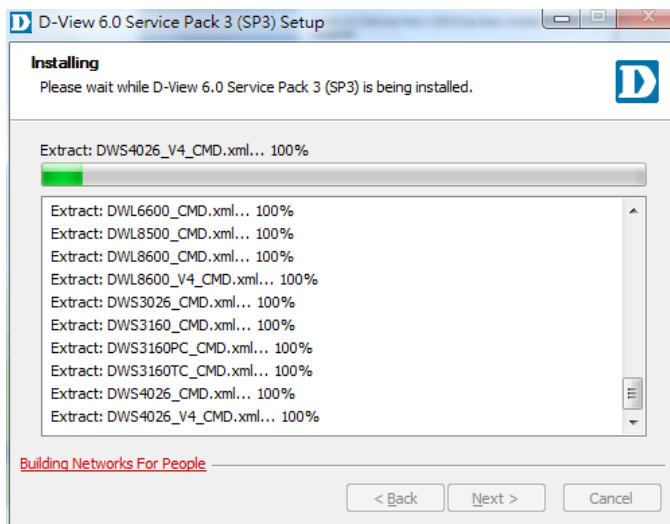 D-View 6.0 Service Pack 3 (SP3) Setup
Installing
Please wait while D-View 6.0 Service Pack 3 (SP3) is being installed.
D
Extract: DWS4026_V4_CMD.xml... 100%
Extract: DWL6600_CMD.xml... 100%
Extract: DWL8500_CMD.xml... 100%
Extract: DWL8600_CMD.xml... 100%
Extract: DWL8600_V4_CMD.xml... 100%
Extract: DWS3026_CMD.xml... 100%
Extract: DWS3160_CMD.xml... 100%
Extract: DWS3160PC_CMD.xml... 100%
Extract: DWS3160TC_CMD.xml... 100%
Extract: DWS4026_CMD.xml... 100%
Extract: DWS4026_V4_CMD.xml... 100%
Building Networks For People
< Back
Next >
Cancel